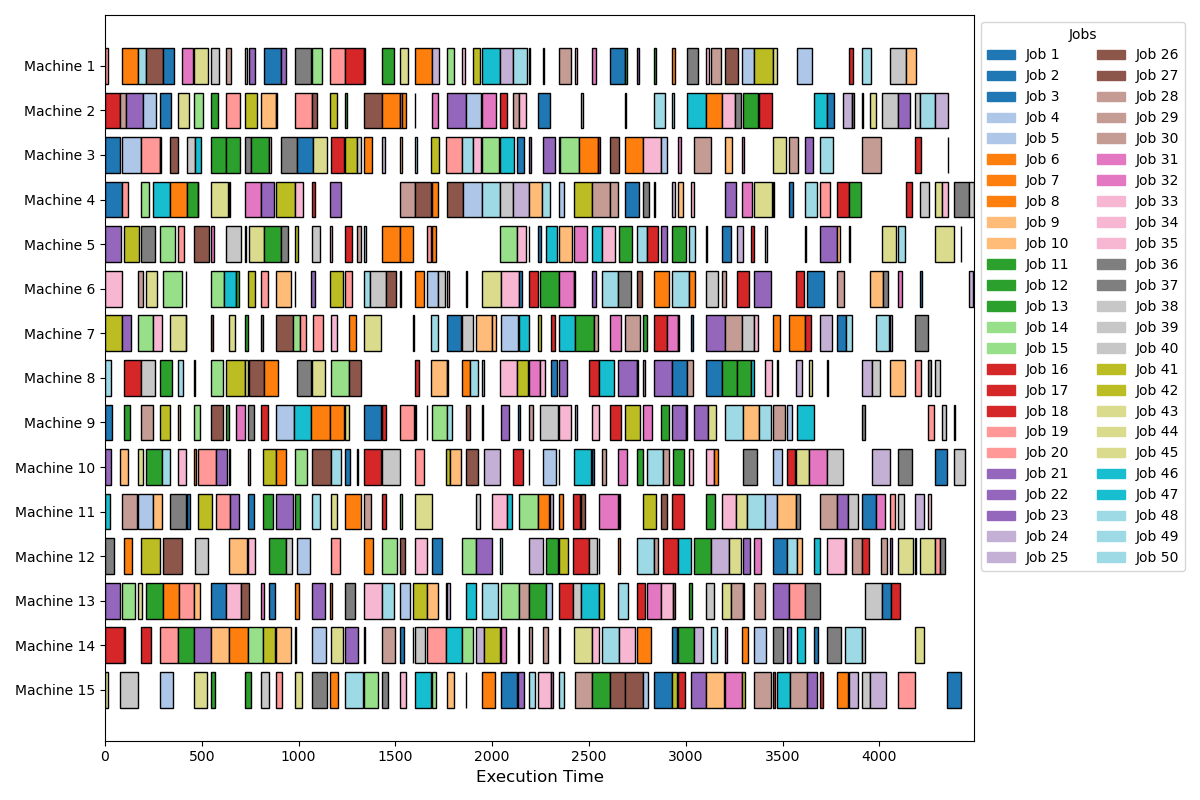 Machine 1
Machine 2
Machine 3
Machine 4
Machine 5
Machine 6
Machine 7
Machine 8
Machine 9
Machine 10
Machine 11
Machine 12
Machine 13
Machine 14
Machine 15
0 500 1000 1500 2000 2500 3000 3500 4000
Execution Time
Jobs
Job 1
Job 2
Job 3
Job 4
Job 5
Job 6
Job 7
Job 8
Job 9
Job 10
Job 11
Job 12
Job 13
Job 14
Job 15
Job 16
Job 17
Job 18
Job 19
Job 20
Job 21
Job 22
Job 23
Job 24
Job 25
Job 26
Job 27
Job 28
Job 29
Job 30
Job 31
Job 32
Job 33
Job 34
Job 35
Job 36
Job 37
Job 38
Job 39
Job 40
Job 41
Job 42
Job 43
Job 44
Job 45
Job 46
Job 47
Job 48
Job 49
Job 50